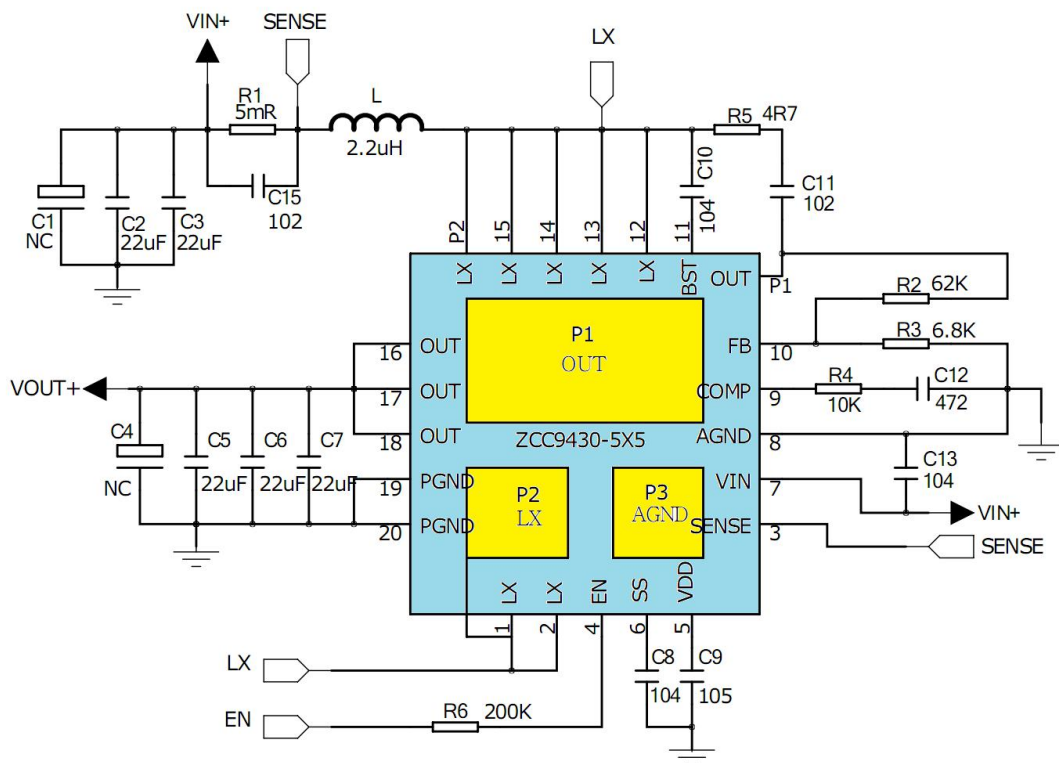 VIN+
SENSE
LX
R1
5mR
L
2.2uH
R5 4R7
C10
104
C11
102
C15
102
C1
NC
C2
22uF
C3
22uF
P2
15
14
13
12
11
LX
LX
LX
LX
LX
BST
OUT
P1
R2 62K
P1
OUT
16 OUT
FB 10
R3 6.8K
VOUT+
17 OUT
COMP 9
R4
10K
C12
472
18 OUT
ZCC9430-5X5
AGND 8
C4
NC
C5
22uF
C6
22uF
C7
22uF
C13
104
19 PGND
P2
LX
P3
AGND
VIN 7
VIN+
20 PGND
SENSE 3
SENSE
LX
LX
EN
SS
VDD
1
2
4
6
5
LX
C8
104
C9
105
EN
R6 200K